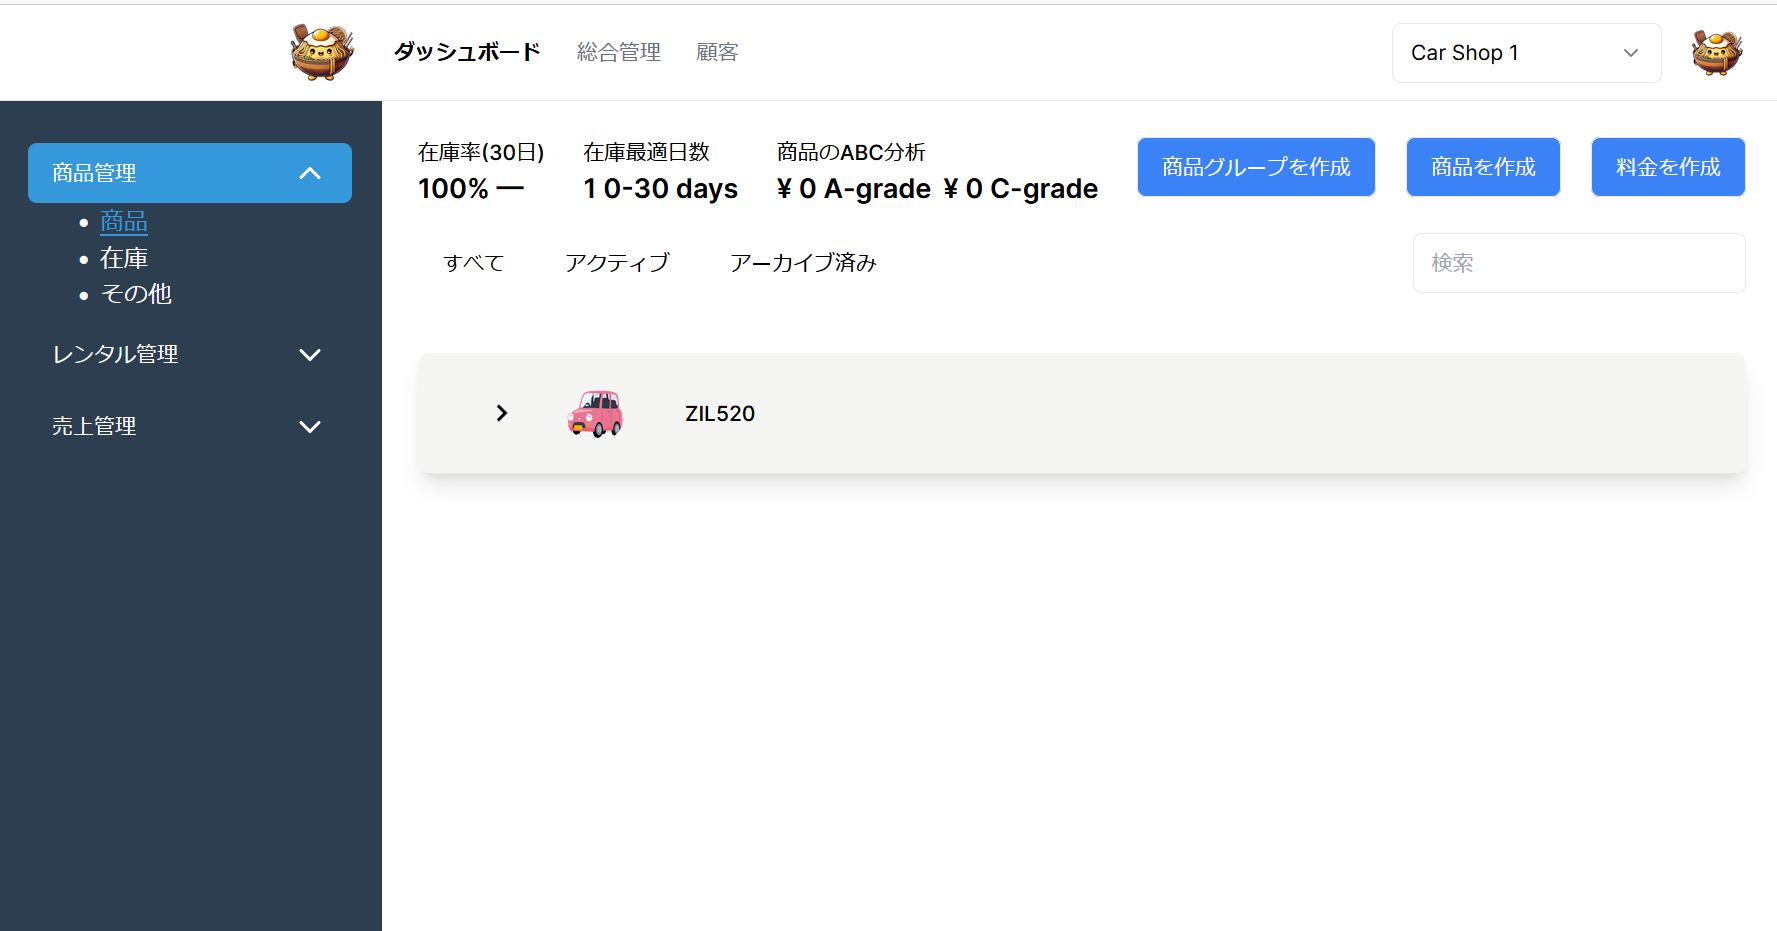 ダッシュボード 総合管理 顧客 Car Shop 1
商品管理
商品
在庫
その他
レンタル管理
売上管理
在庫率(30日) 在庫最適日数 商品のABC分析
100% — 1 0-30 days ¥ 0 A-grade ¥ 0 C-grade
商品グループを作成 商品を作成 料金を作成
すべて アクティブ アーカイブ済み 検索
ZIL520